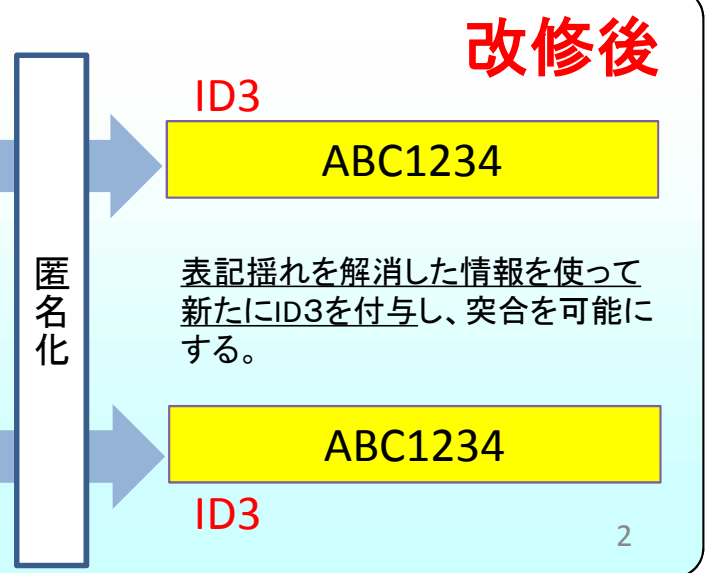 改修後
ID3
ABC1234
匿名化
表記揺れを解消した情報を使って
新たにID3を付与し、突合を可能に
する。
ABC1234
ID3
2